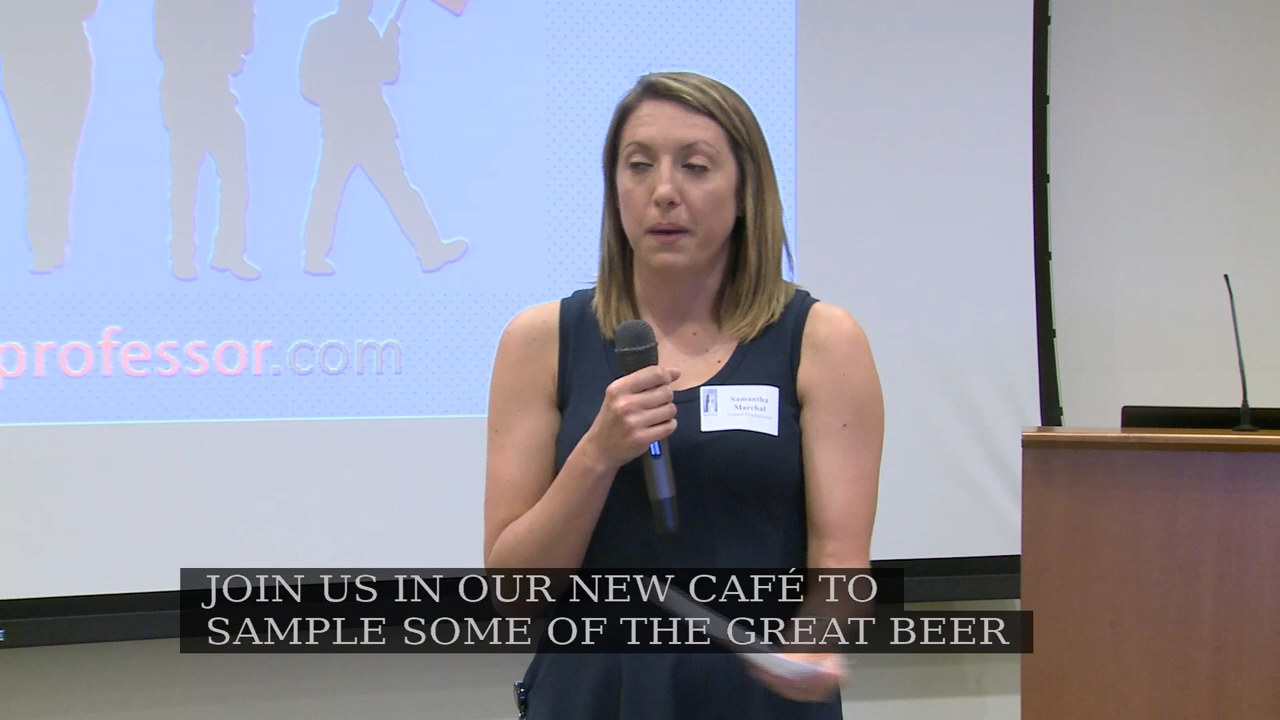 professor.com
Samantha
Marchal
JOIN US IN OUR NEW CAFÉ TO
SAMPLE SOME OF THE GREAT BEER